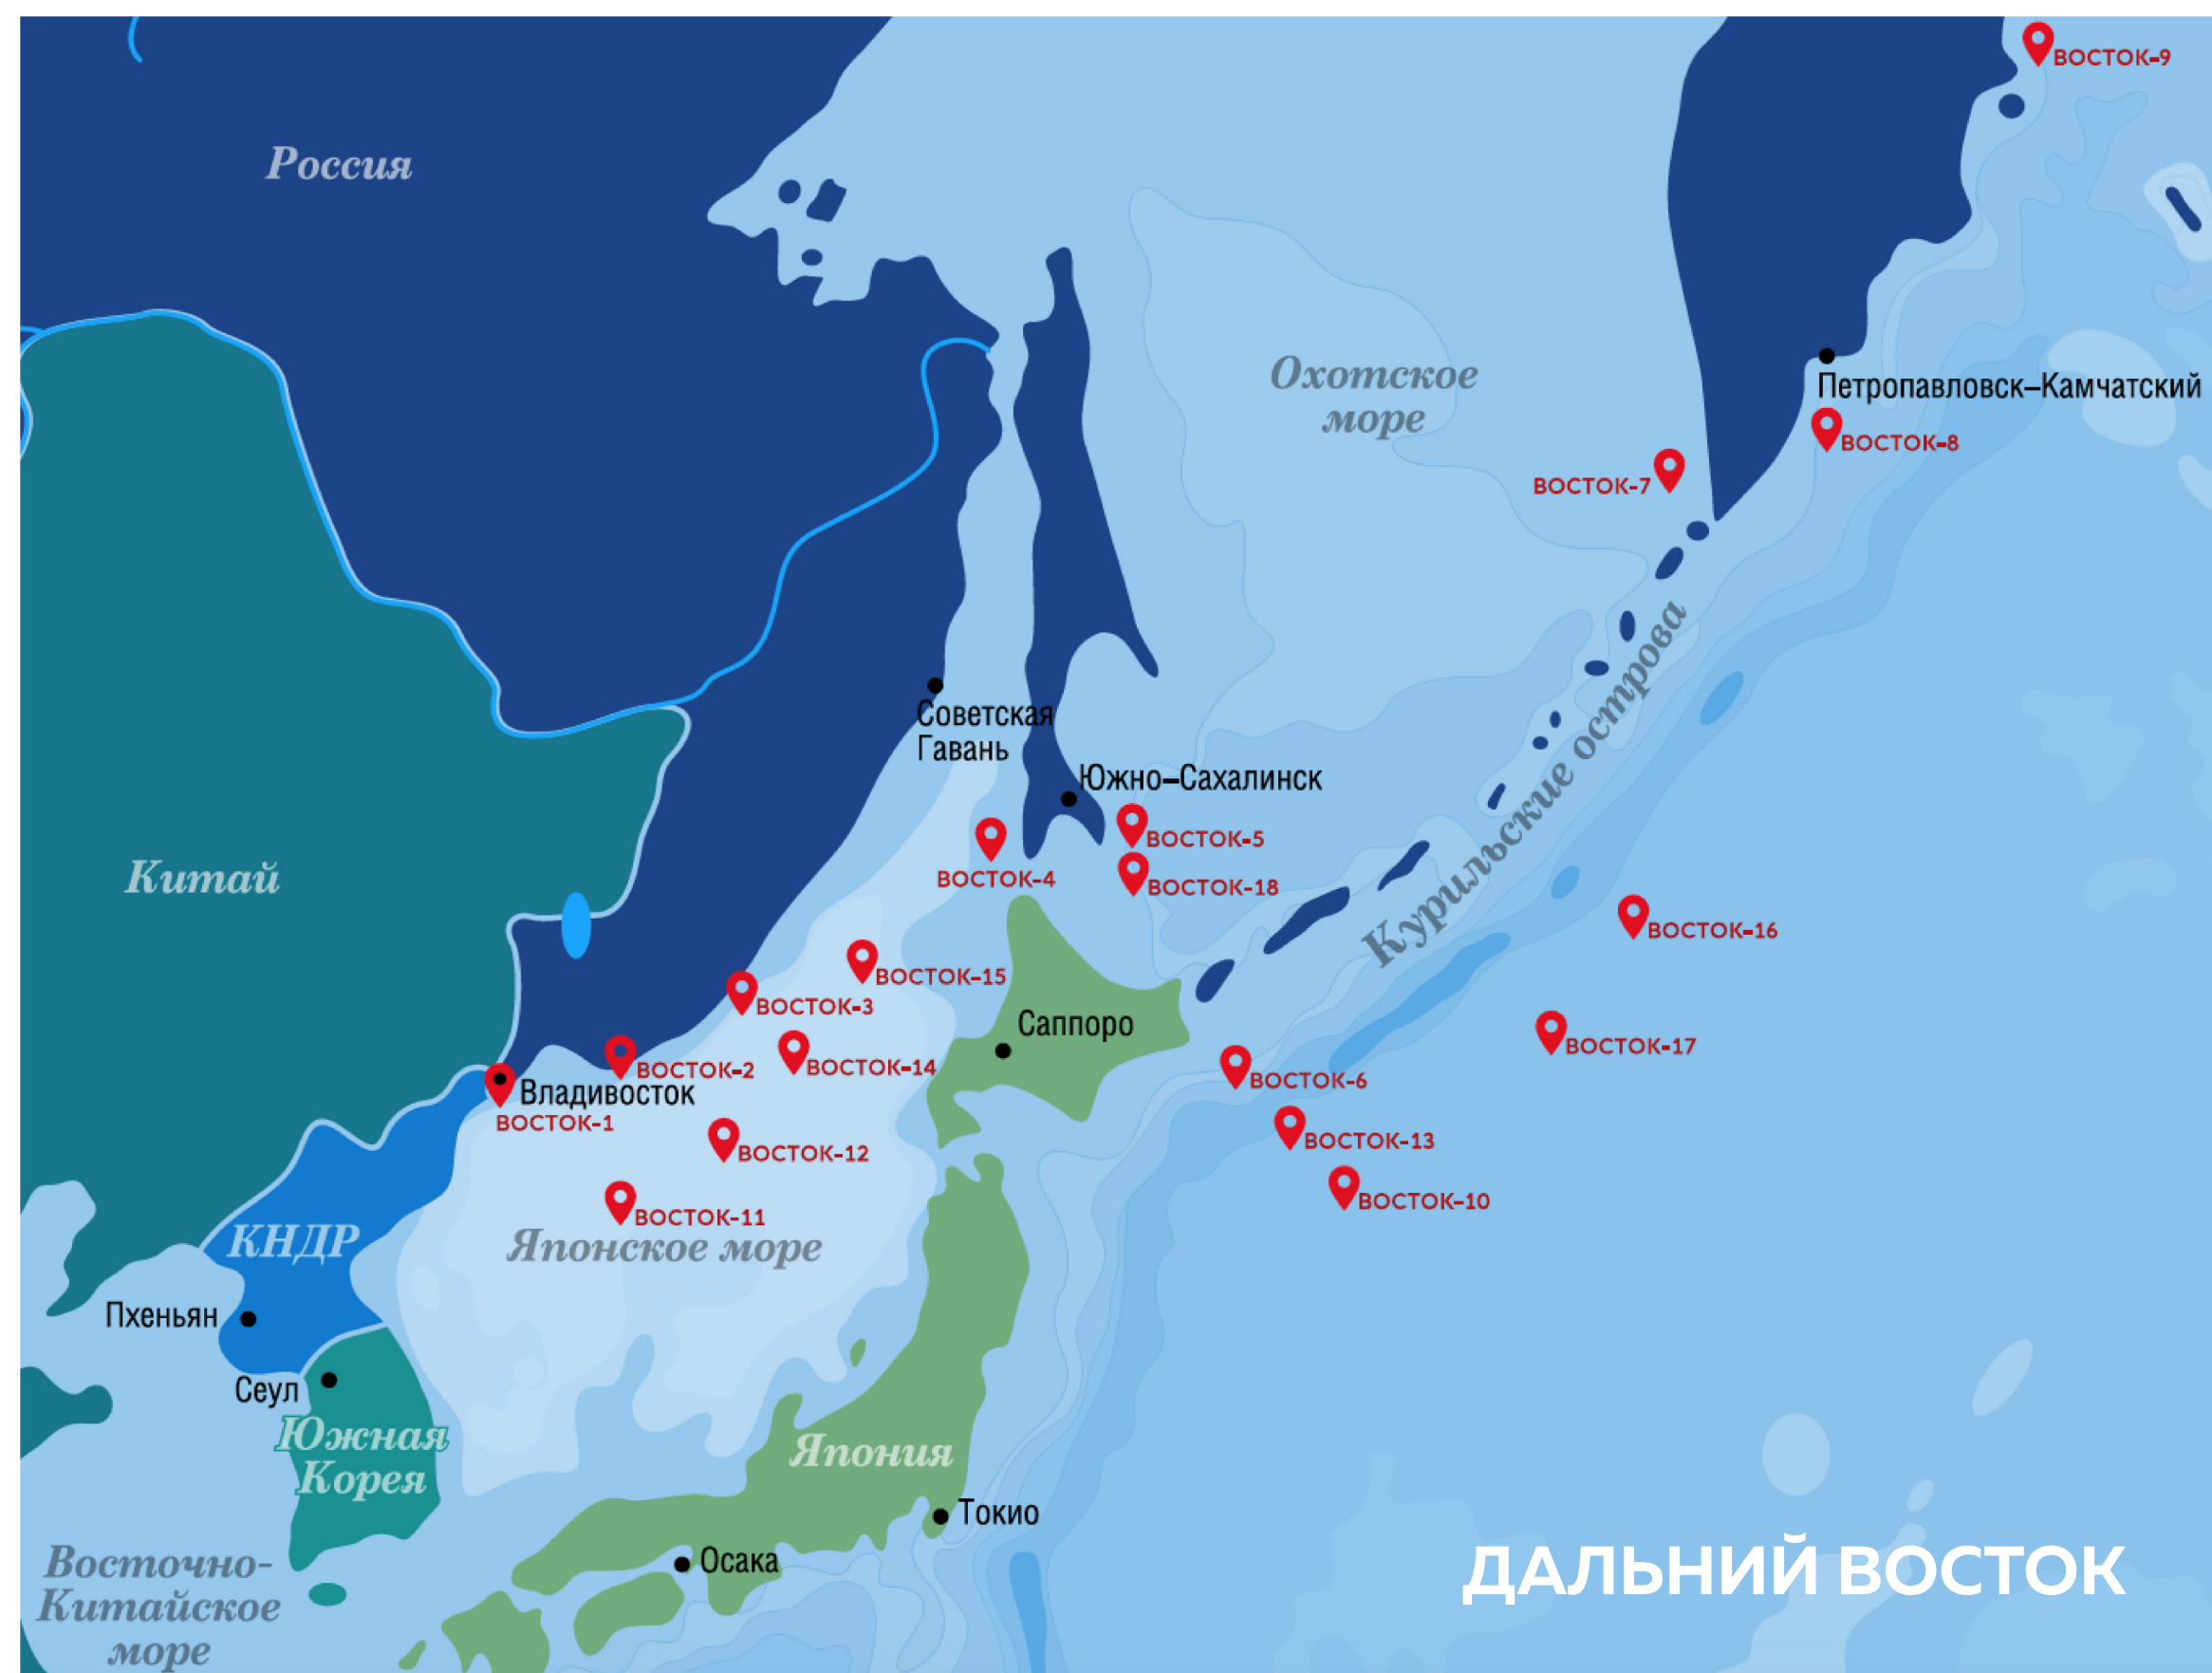 ВОСТОК-9
Россия
Охотское
море
Петропавловск–Камчатский
ВОСТОК-8
ВОСТОК-7
Курильские острова
Советская
Гавань
Южно–Сахалинск
ВОСТОК-5
ВОСТОК-4
ВОСТОК-18
Китай
ВОСТОК-16
ВОСТОК-15
ВОСТОК-3
Саппоро
ВОСТОК-17
ВОСТОК-14
ВОСТОК-2
ВОСТОК-6
Владивосток
ВОСТОК-1
ВОСТОК-13
ВОСТОК-12
ВОСТОК-10
ВОСТОК-11
КНДР
Японское море
Пхеньян
Сеул
Южная
Корея
Япония
Токио
Осака
Восточно-
Китайское
море
ДАЛЬНИЙ ВОСТОК